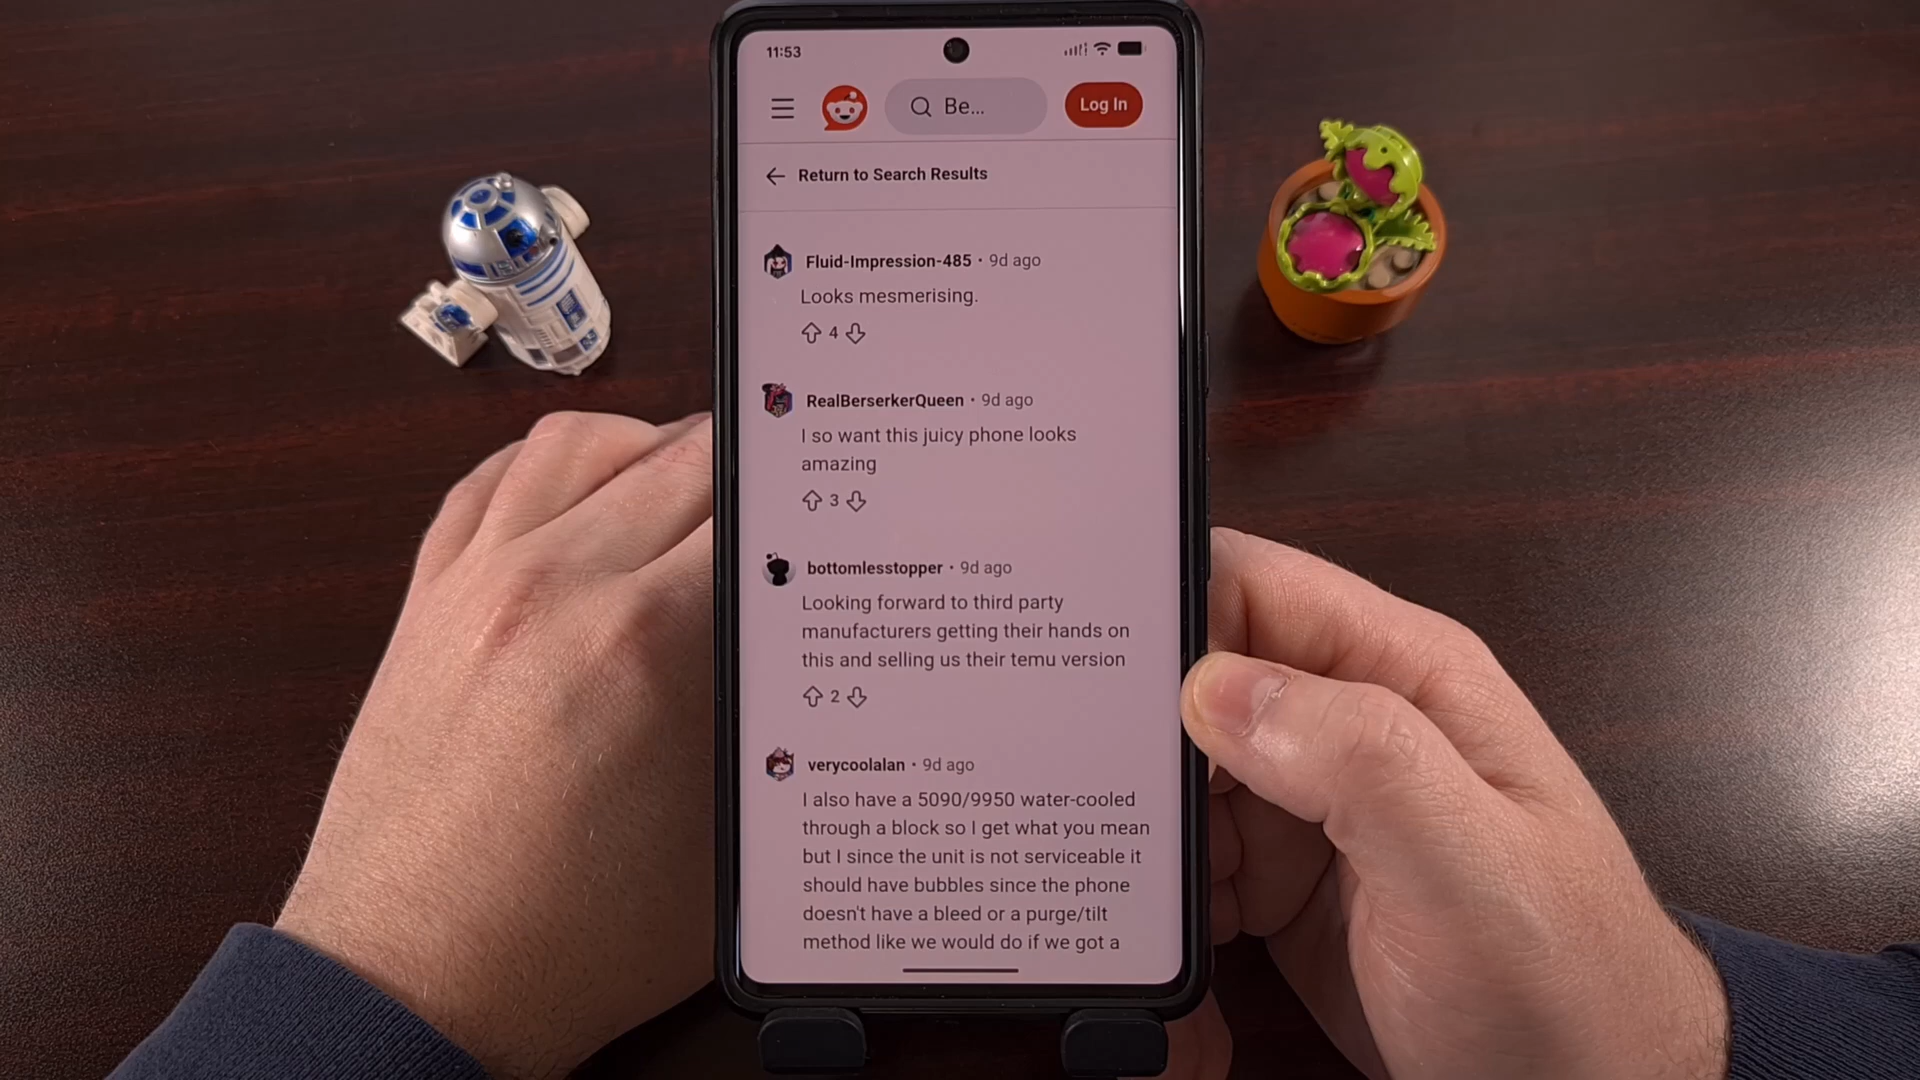 11:53
Be...
Log In
Return to Search Results
Fluid-Impression-485 • 9d ago
Looks mesmerising.
4
RealBerserkerQueen • 9d ago
I so want this juicy phone looks
amazing
3
bottomlesstopper • 9d ago
Looking forward to third party
manufacturers getting their hands on
this and selling us their temu version
2
verycoolalan • 9d ago
I also have a 5090/9950 water-cooled
through a block so I get what you mean
but I since the unit is not serviceable it
should have bubbles since the phone
doesn't have a bleed or a purge/tilt
method like we would do if we got a